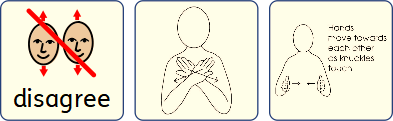 disagree
Hands
move towards
each other
as knuckles
touch